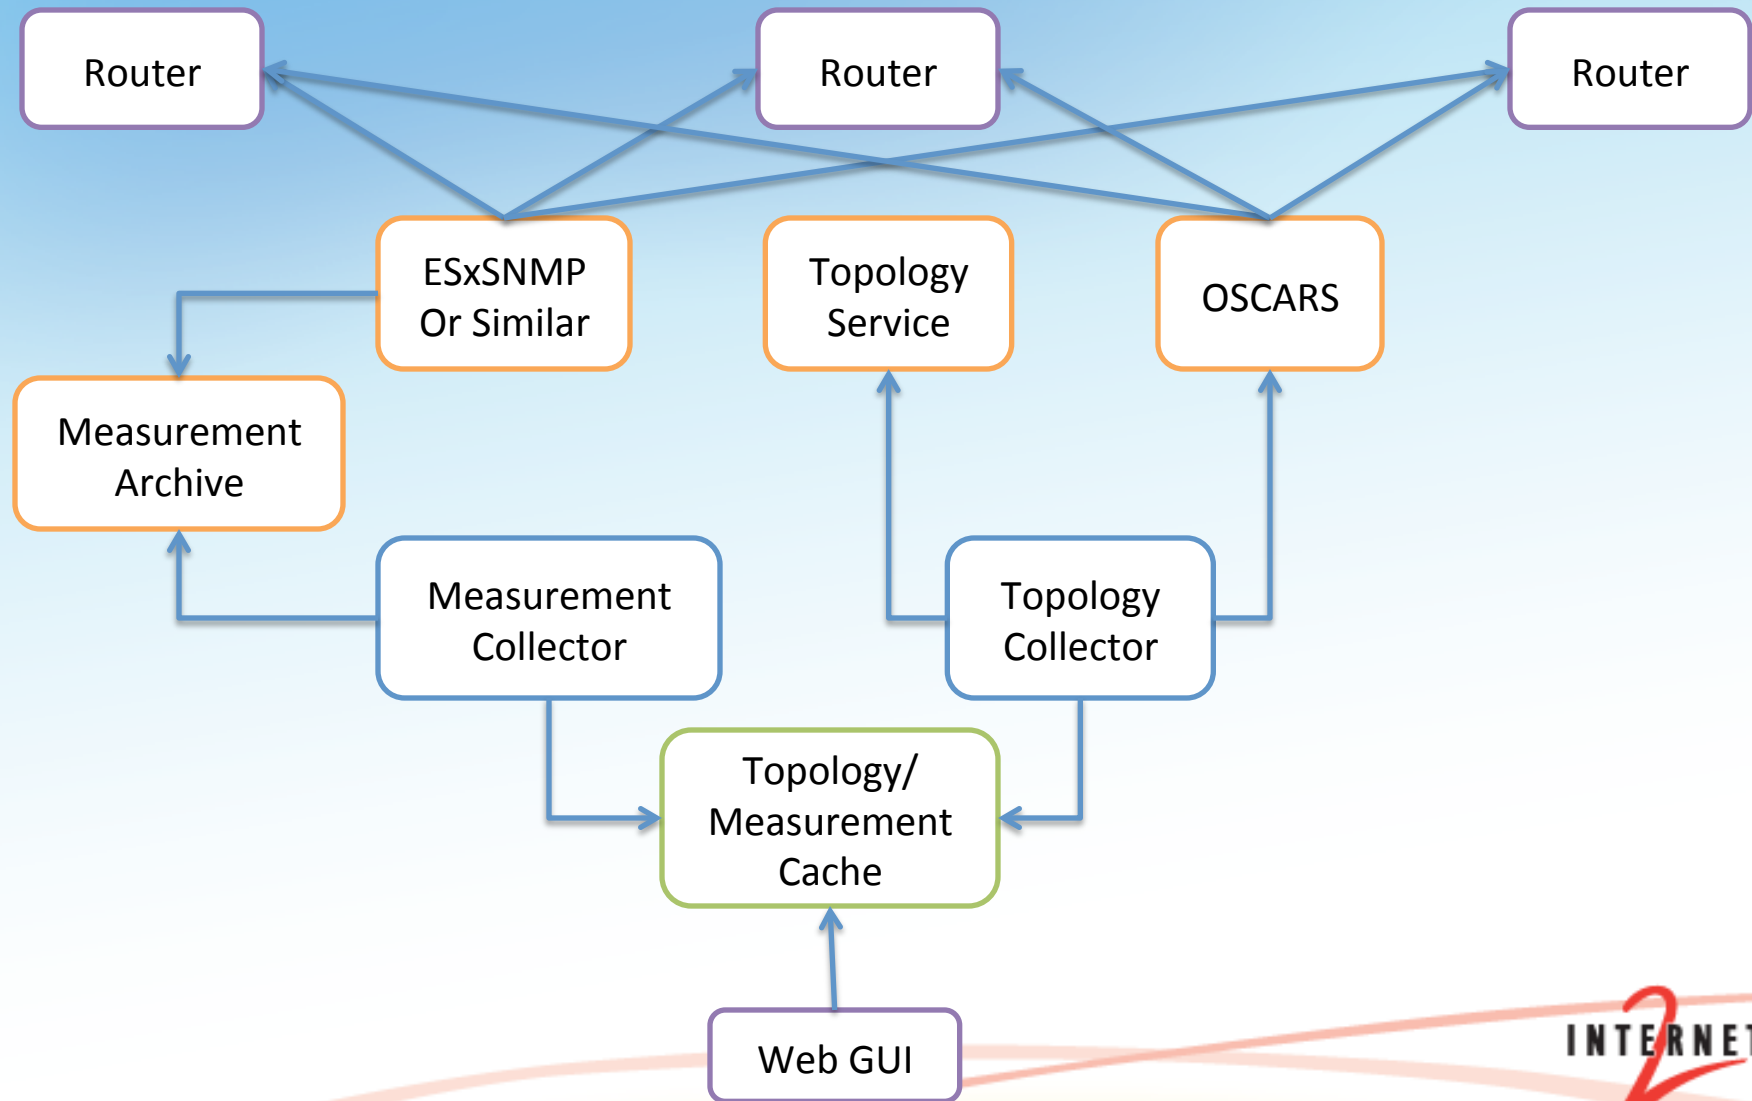 Router
Router
Router
ESxSNMP
Or Similar
Topology
Service
OSCARS
Measurement
Archive
Measurement
Collector
Topology
Collector
Topology/
Measurement
Cache
Web GUI
INTERNET
2